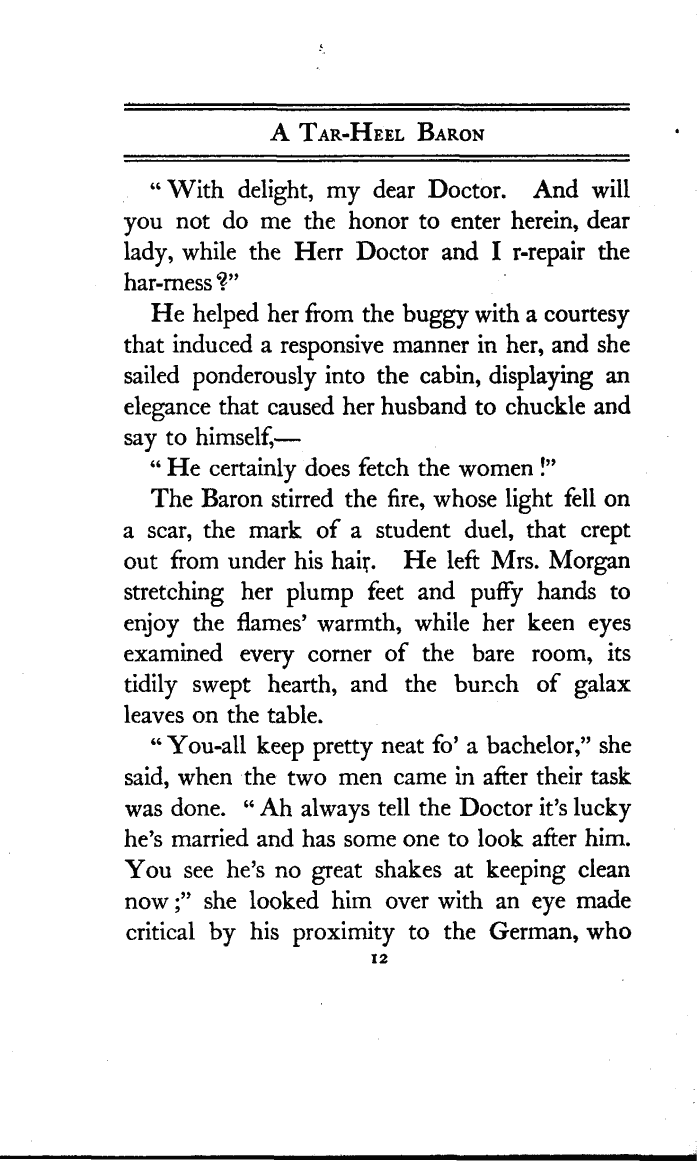 A TAR-HEEL BARON
“ With delight, my dear Doctor. And will
you not do me the honor to enter herein, dear
lady, while the Herr Doctor and I r-repair the
har-rness?”
He helped her from the buggy with a courtesy
that induced a responsive manner in her, and she
sailed ponderously into the cabin, displaying an
elegance that caused her husband to chuckle and
say to himself,—
“ He certainly does fetch the women !”
The Baron stirred the fire, whose light fell on
a scar, the mark of a student duel, that crept
out from under his hair. He left Mrs. Morgan
stretching her plump feet and puffy hands to
enjoy the flames’ warmth, while her keen eyes
examined every corner of the bare room, its
tidily swept hearth, and the bunch of galax
leaves on the table.
“ You-all keep pretty neat fo’ a bachelor,” she
said, when the two men came in after their task
was done. “ Ah always tell the Doctor it’s lucky
he’s married and has some one to look after him.
You see he’s no great shakes at keeping clean
now ;” she looked him over with an eye made
critical by his proximity to the German, who
12